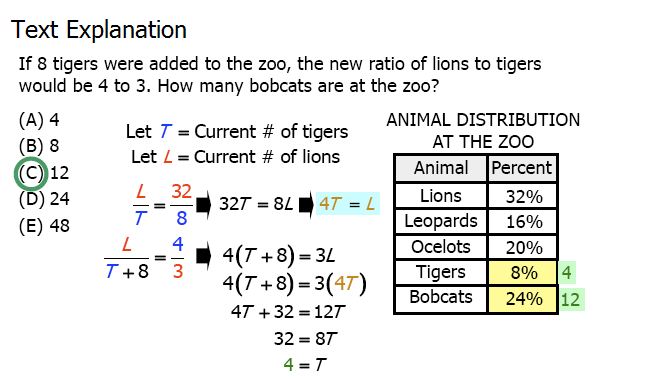 Text Explanation
If 8 tigers were added to the zoo, the new ratio of lions to tigers
would be 4 to 3. How many bobcats are at the zoo?
(A) 4
(B) 8
(C) 12
(D) 24
(E) 48
Let T = Current # of tigers
Let L = Current # of lions
L/T = 32/8 ➡ 32T = 8L ➡ 4T = L
L/T+8 = 4/3 ➡ 4(T+8) = 3L
4(T+8) = 3(4T)
4T + 32 = 12T
32 = 8T
4 = T
ANIMAL DISTRIBUTION
AT THE ZOO
Animal Percent
Lions 32%
Leopards 16%
Ocelots 20%
Tigers 8% 4
Bobcats 24% 12